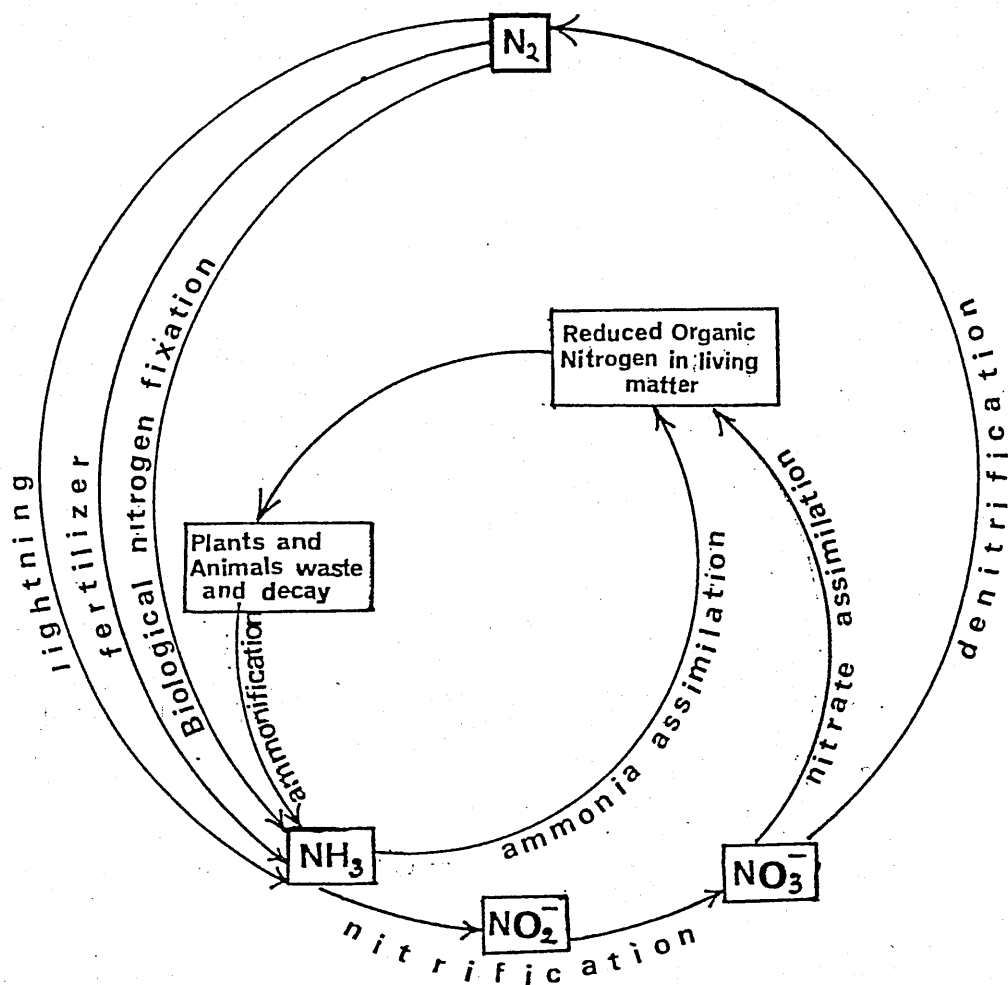 N₂
Reduced Organic
Nitrogen in living
matter
Plants and
Animals waste
and decay
lightning
fertilizer
Biological nitrogen fixation
ammonification
ammonia assimilation
nitrate assimilation
denitrification
NH₃
NO₂⁻
NO₃⁻
nitrification